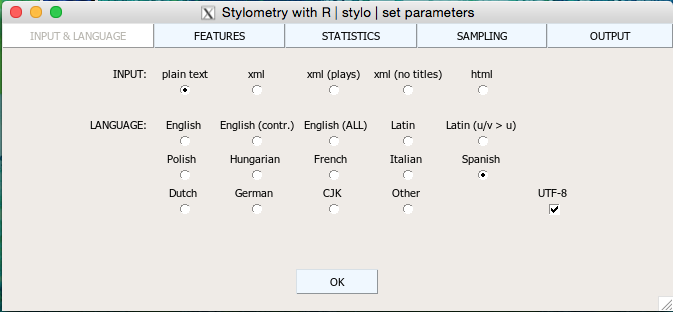 Stylometry with R | stylo | set parameters
INPUT & LANGUAGE FEATURES STATISTICS SAMPLING OUTPUT
INPUT: plain text xml xml (plays) xml (no titles) html
LANGUAGE: English English (contr.) English (ALL) Latin Latin (u/v > u)
Polish Hungarian French Italian Spanish
Dutch German CJK Other UTF-8
OK